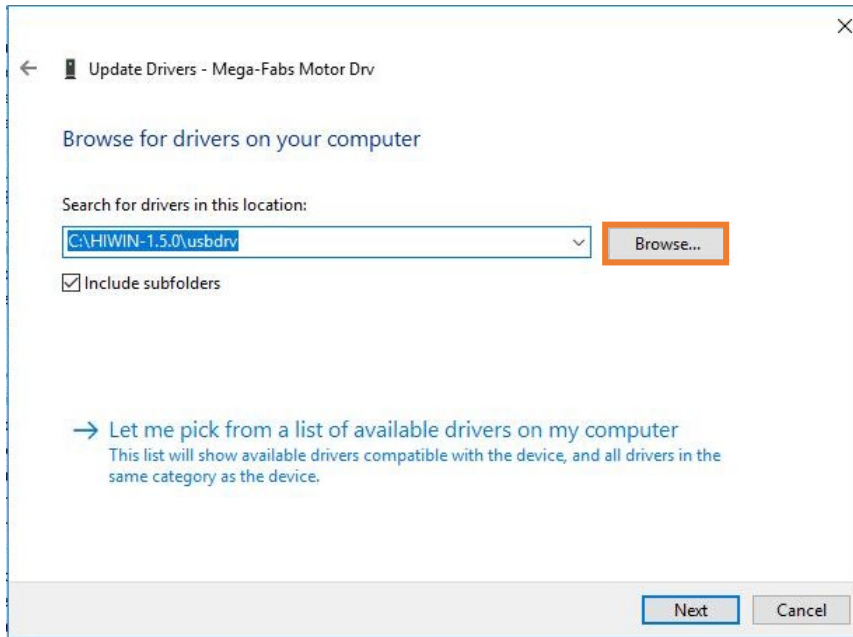 Update Drivers - Mega-Fabs Motor Drv
Browse for drivers on your computer
Search for drivers in this location:
C:\HIWIN-1.5.0\usbdrv
Browse...
Include subfolders
Let me pick from a list of available drivers on my computer
This list will show available drivers compatible with the device, and all drivers in the
same category as the device.
Next
Cancel